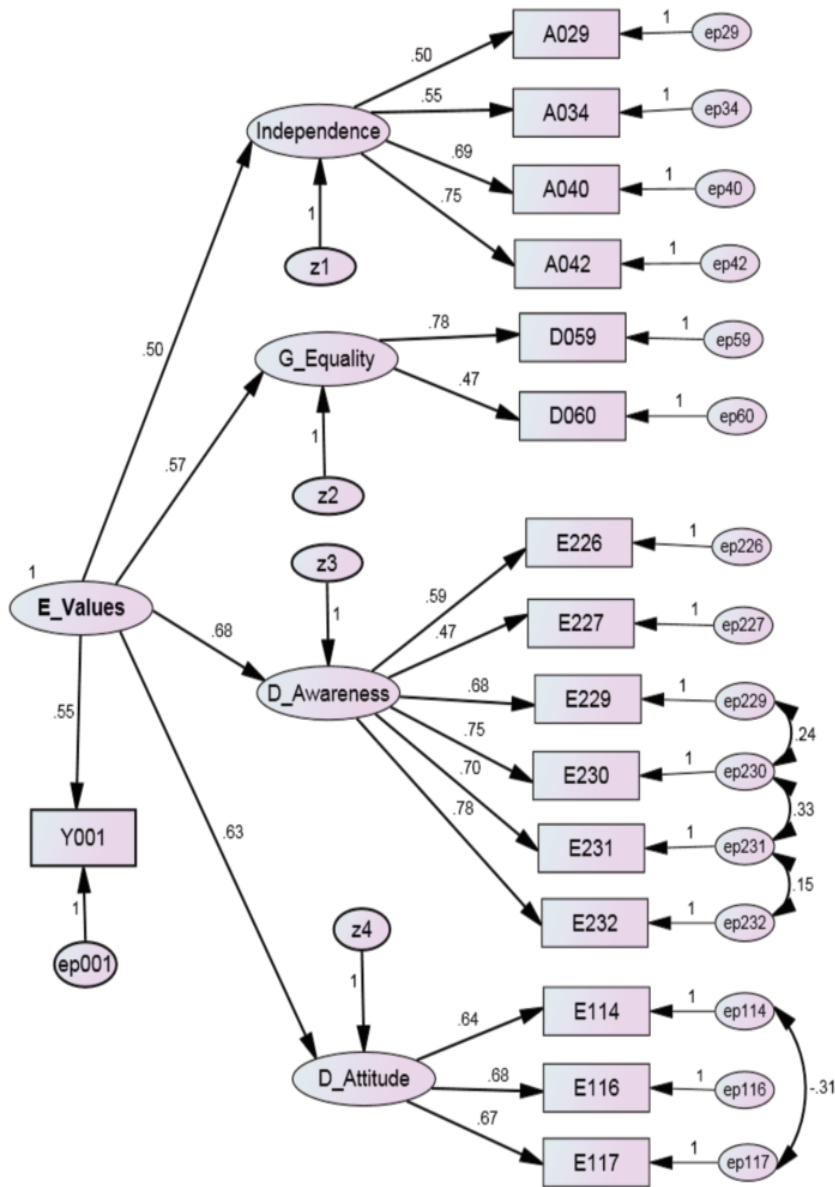 A029
1
ep29
.50
A034
1
ep34
.55
Independence
A040
1
ep40
.69
.75
A042
1
ep42
1
z1
.50
G_Equality
.78
D059
1
ep59
.47
D060
1
ep60
1
z2
.57
E226
1
ep226
z3
.59
1
E_Values
1
.68
.47
E227
1
ep227
D_Awareness
.68
E229
1
ep229
.24
.75
E230
1
ep230
.33
.55
.70
E231
1
ep231
.78
.15
Y001
.63
E232
1
ep232
1
ep001
z4
1
.64
E114
1
ep114
D_Attitude
.68
E116
1
ep116
-.31
.67
E117
1
ep117